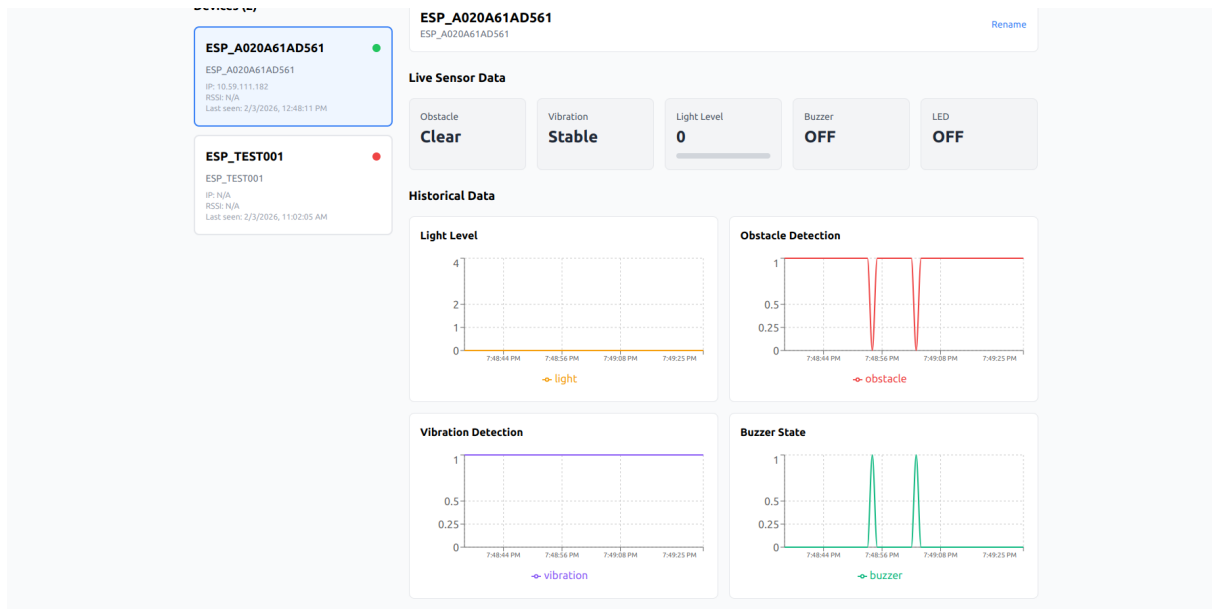 Devices (2)
ESP_A020A61AD561
ESP_A020A61AD561
IP: 10.59.111.182
RSSI: N/A
Last seen: 2/3/2026, 12:48:11 PM
ESP_TEST001
ESP_TEST001
IP: N/A
RSSI: N/A
Last seen: 2/3/2026, 11:02:05 AM
ESP_A020A61AD561
ESP_A020A61AD561
Rename
Live Sensor Data
Obstacle
Clear
Vibration
Stable
Light Level
0
Buzzer
OFF
LED
OFF
Historical Data
Light Level
4
2
1
0
7:48:44 PM 7:48:56 PM 7:49:08 PM 7:49:25 PM
light
Obstacle Detection
1
0.5
0.25
0
7:48:44 PM 7:48:56 PM 7:49:08 PM 7:49:25 PM
obstacle
Vibration Detection
1
0.5
0.25
0
7:48:44 PM 7:48:56 PM 7:49:08 PM 7:49:25 PM
vibration
Buzzer State
1
0.5
0.25
0
7:48:44 PM 7:48:56 PM 7:49:08 PM 7:49:25 PM
buzzer